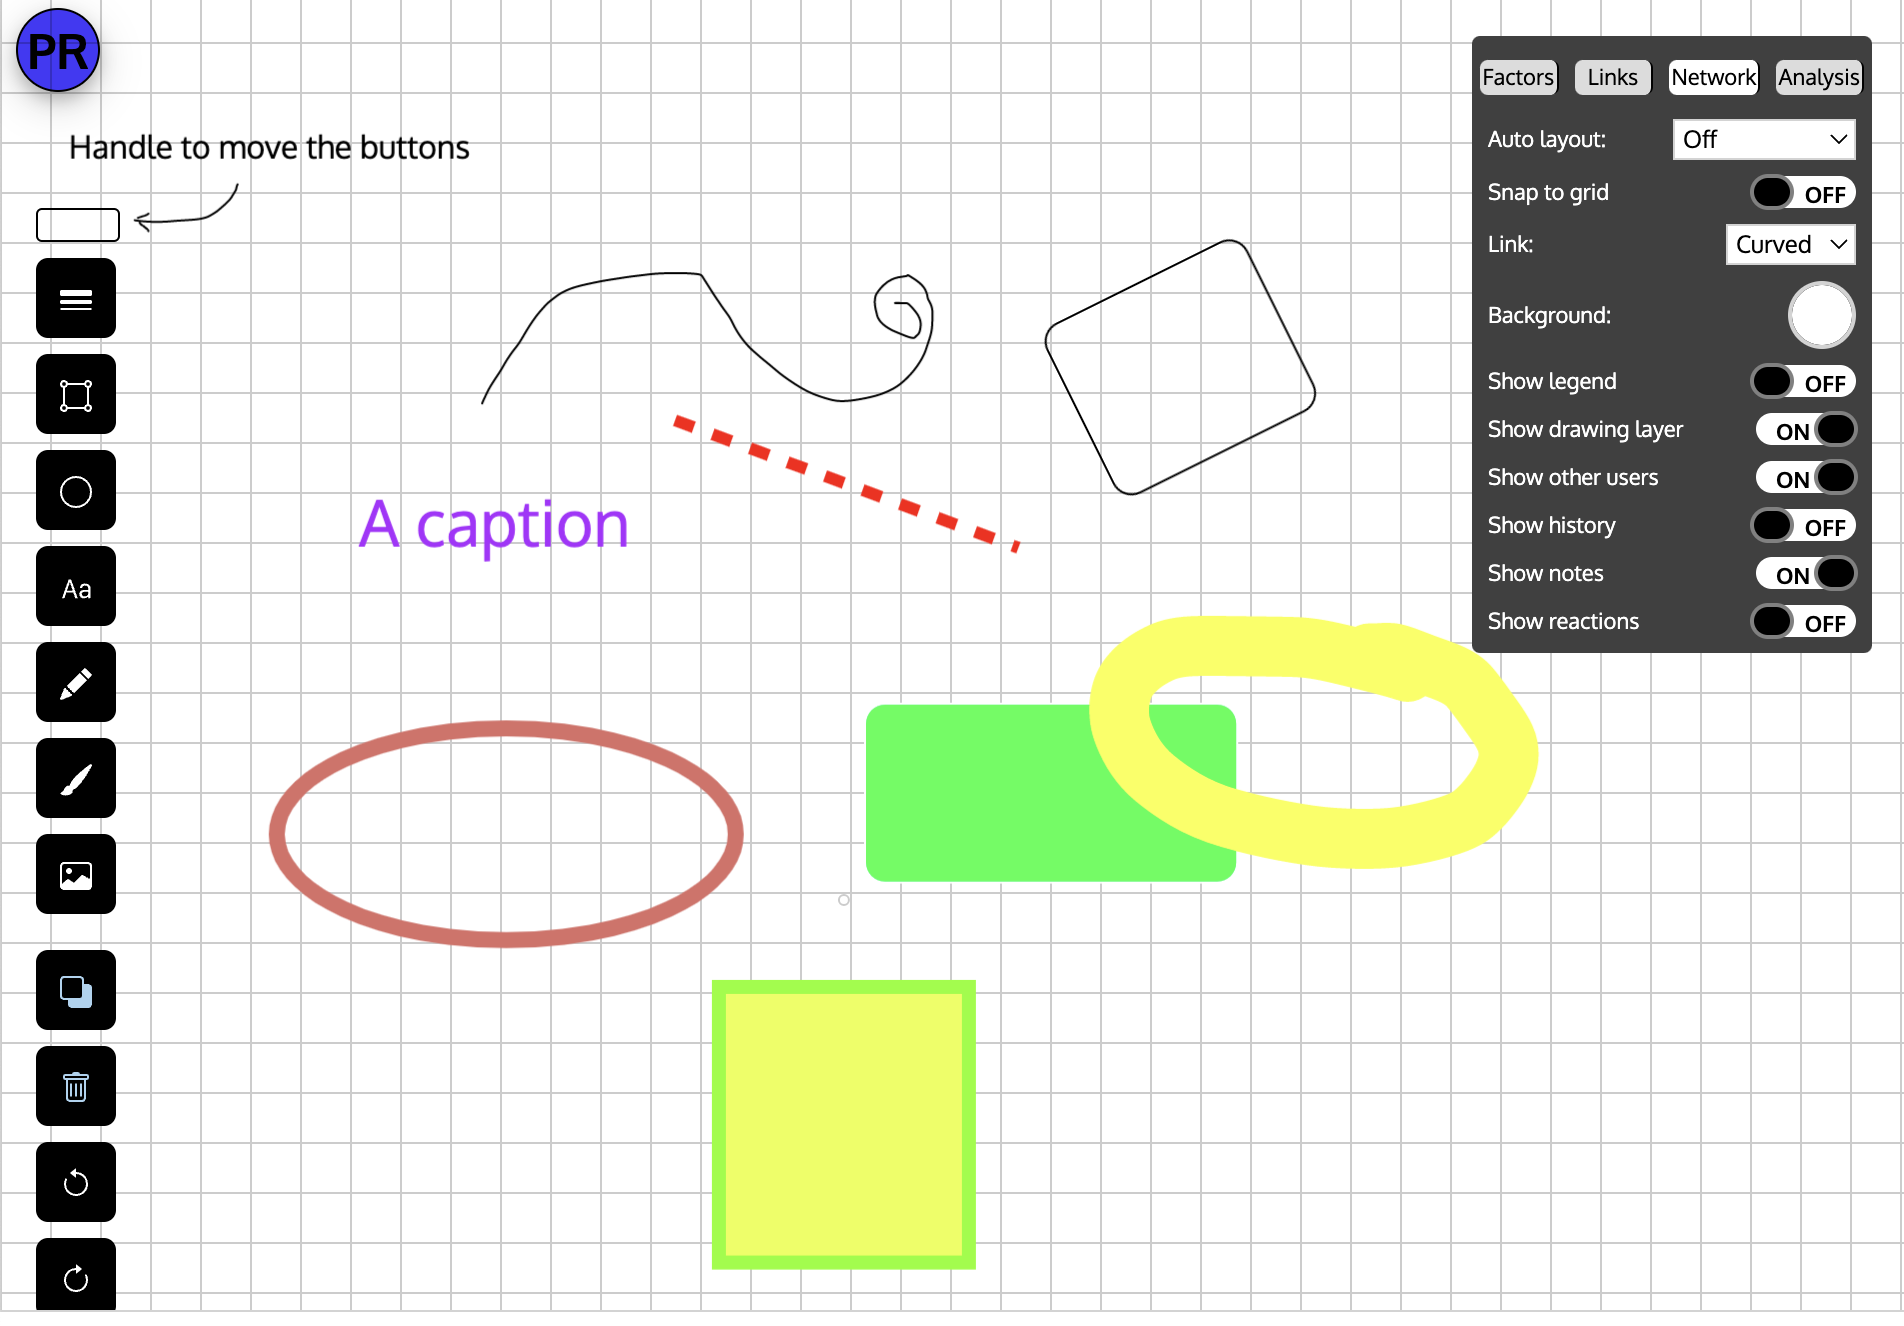 PR
Handle to move the buttons
Aa
A caption
Factors Links Network Analysis
Auto layout: Off
Snap to grid OFF
Link: Curved
Background:
Show legend OFF
Show drawing layer ON
Show other users ON
Show history OFF
Show notes ON
Show reactions OFF